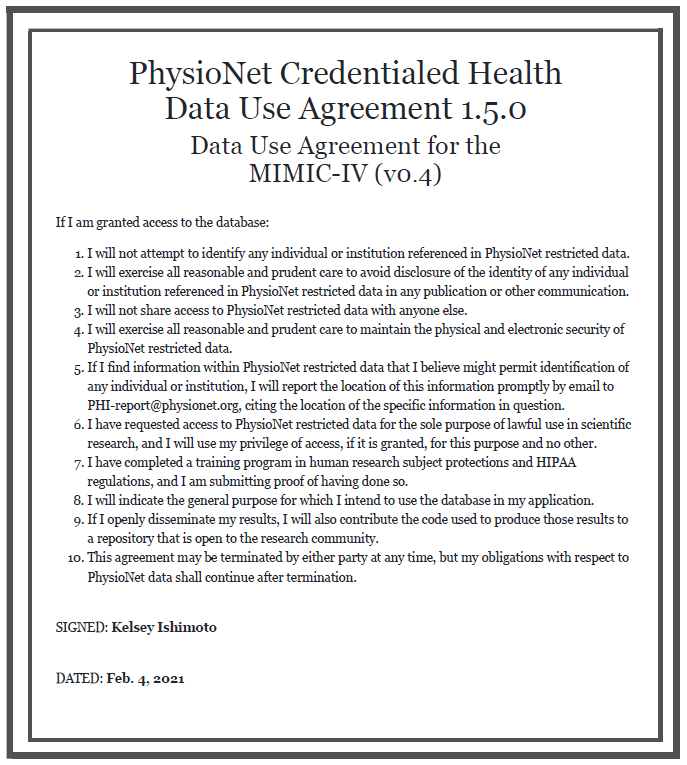 PhysioNet Credentialed Health
Data Use Agreement 1.5.0
Data Use Agreement for the
MIMIC-IV (v0.4)
If I am granted access to the database:
1. I will not attempt to identify any individual or institution referenced in PhysioNet restricted data.
2. I will exercise all reasonable and prudent care to avoid disclosure of the identity of any individual
or institution referenced in PhysioNet restricted data in any publication or other communication.
3. I will not share access to PhysioNet restricted data with anyone else.
4. I will exercise all reasonable and prudent care to maintain the physical and electronic security of
PhysioNet restricted data.
5. If I find information within PhysioNet restricted data that I believe might permit identification of
any individual or institution, I will report the location of this information promptly by email to
PHI-report@physionet.org, citing the location of the specific information in question.
6. I have requested access to PhysioNet restricted data for the sole purpose of lawful use in scientific
research, and I will use my privilege of access, if it is granted, for this purpose and no other.
7. I have completed a training program in human research subject protections and HIPAA
regulations, and I am submitting proof of having done so.
8. I will indicate the general purpose for which I intend to use the database in my application.
9. If I openly disseminate my results, I will also contribute the code used to produce those results to
a repository that is open to the research community.
10. This agreement may be terminated by either party at any time, but my obligations with respect to
PhysioNet data shall continue after termination.
SIGNED: Kelsey Ishimoto
DATED: Feb. 4, 2021